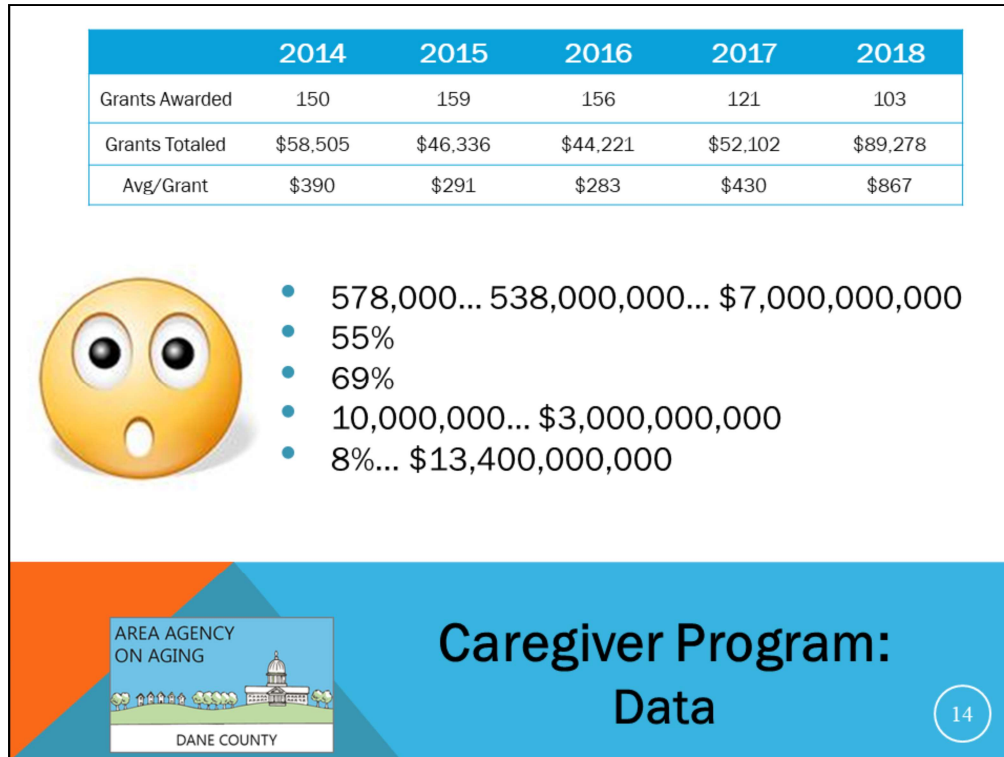 2014 2015 2016 2017 2018
Grants Awarded 150 159 156 121 103
Grants Totaled $58,505 $46,336 $44,221 $52,102 $89,278
Avg/Grant $390 $291 $283 $430 $867
• 578,000... 538,000,000... $7,000,000,000
• 55%
• 69%
• 10,000,000... $3,000,000,000
• 8%... $13,400,000,000
AREA AGENCY
ON AGING
DANE COUNTY
Caregiver Program:
Data
14